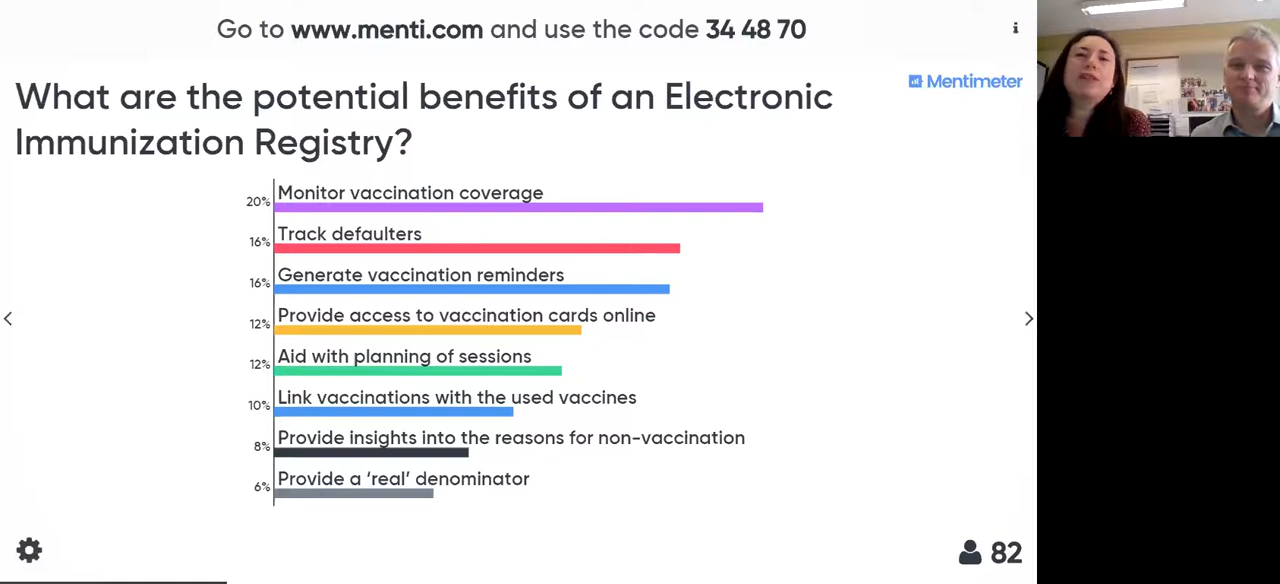 Go to www.menti.com and use the code 34 48 70
i
Mentimeter
What are the potential benefits of an Electronic
Immunization Registry?
20% Monitor vaccination coverage
16% Track defaulters
16% Generate vaccination reminders
12% Provide access to vaccination cards online
12% Aid with planning of sessions
10% Link vaccinations with the used vaccines
8% Provide insights into the reasons for non-vaccination
6% Provide a ‘real’ denominator
82